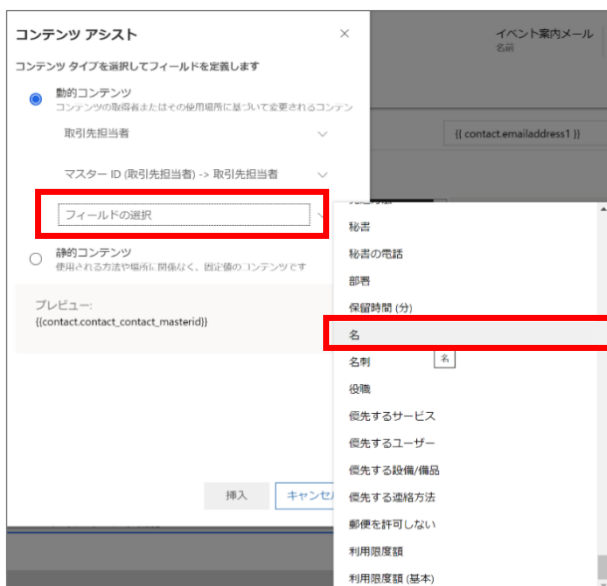 コンテンツ アシスト
イベント案内メール
名前
コンテンツ タイプを選択してフィールドを定義します
動的コンテンツ
コンテンツの取得者またはその使用場所に基づいて変更されるコンテン
取引先担当者
{{ contact.emailaddress1 }}
マスター ID (取引先担当者) -> 取引先担当者
フィールドの選択
静的コンテンツ
使用される方法や場所に関係なく、固定値のコンテンツです
プレビュー:
{{contact.contact_contact_masterid}}
挿入
キャンセル
秘書
秘書の電話
部署
保留時間 (分)
名
名刺
名
役職
優先するサービス
優先するユーザー
優先する設備/備品
優先する連絡方法
郵便を許可しない
利用限度額
利用限度額 (基本)